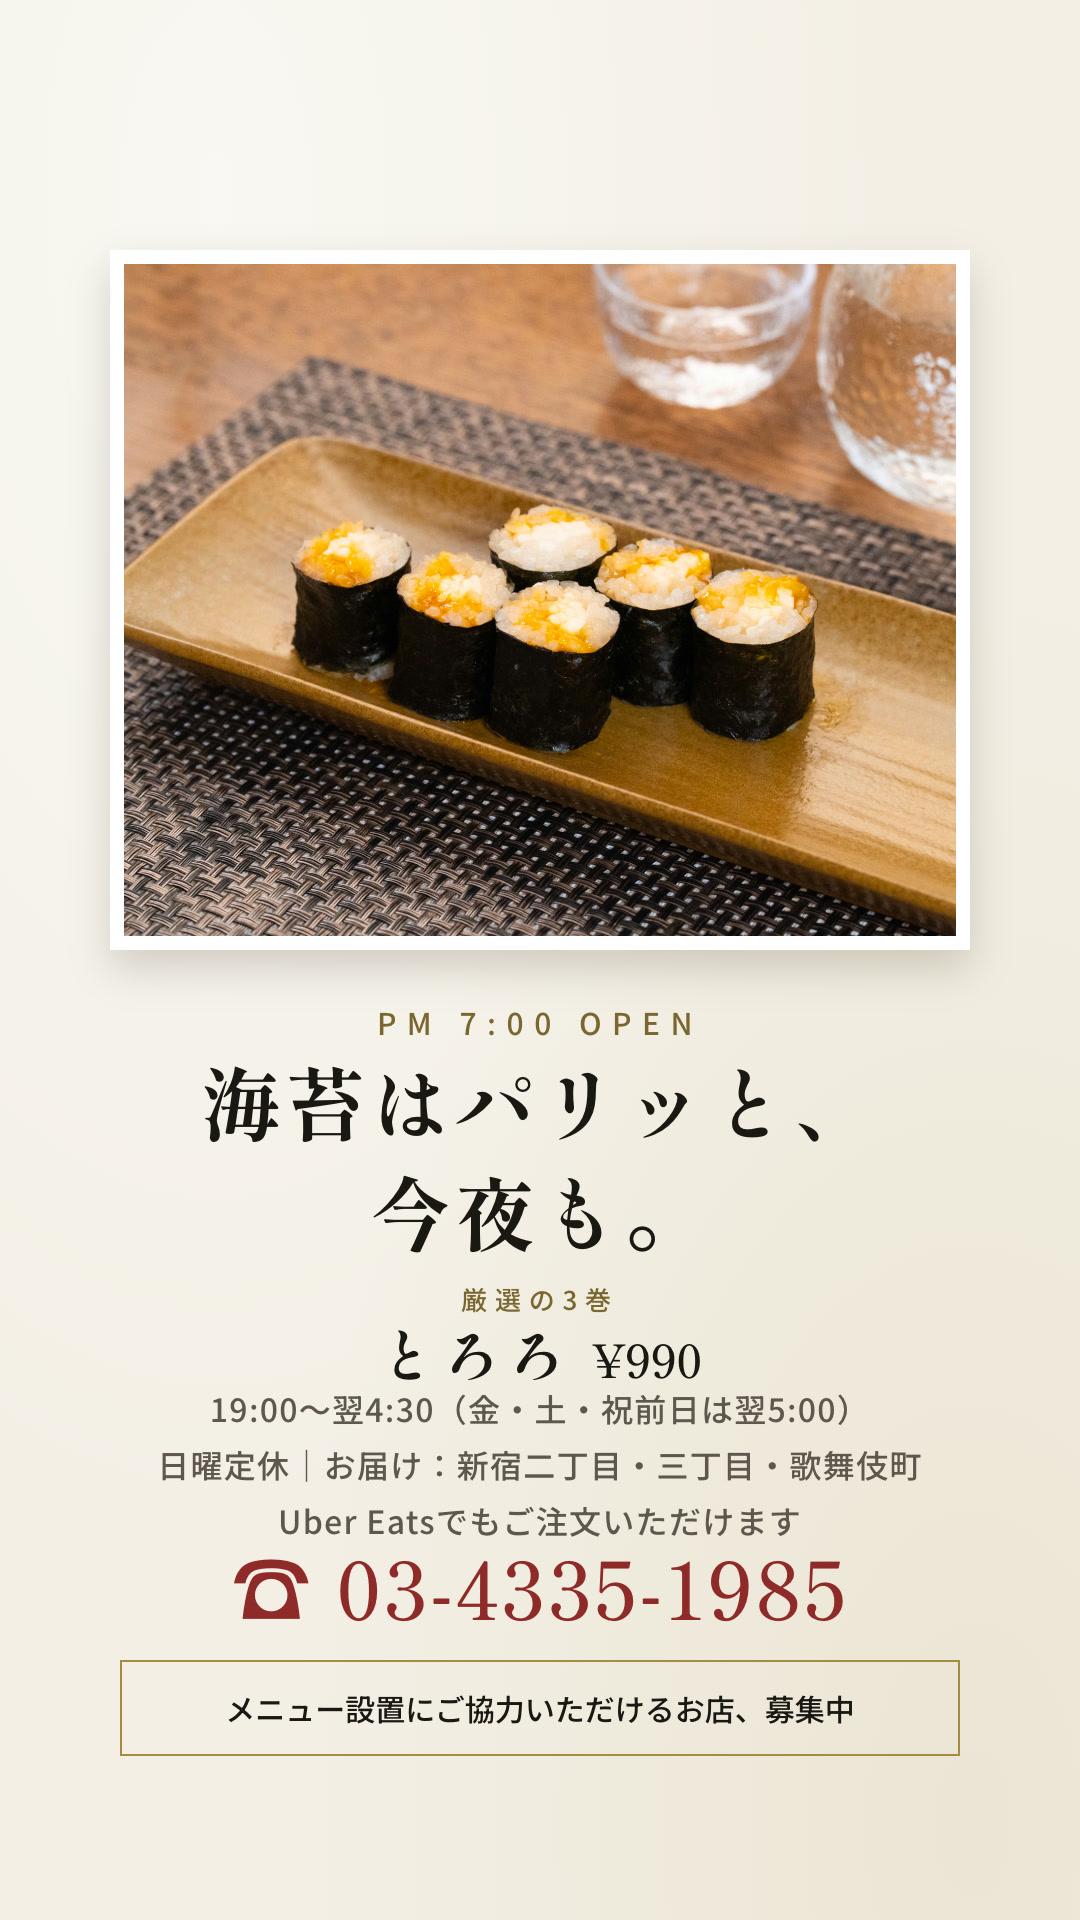 PM 7:00 OPEN
海苔はパリッと、
今夜も。
厳選の3巻
とろろ ¥990
19:00〜翌4:30（金・土・祝前日は翌5:00）
日曜定休｜お届け：新宿二丁目・三丁目・歌舞伎町
Uber Eatsでもご注文いただけます
☎ 03-4335-1985
メニュー設置にご協力いただけるお店、募集中